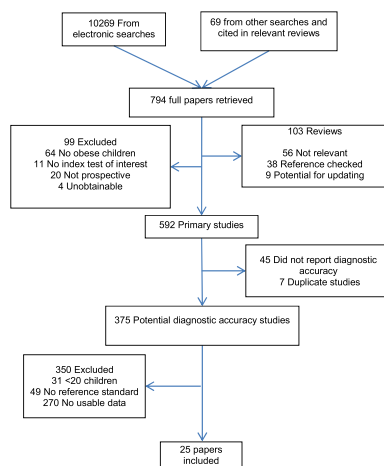 10269 From
electronic searches
69 from other searches and
cited in relevant reviews
794 full papers retrieved
99 Excluded
64 No obese children
11 No index test of interest
20 Not prospective
4 Unobtainable
103 Reviews
56 Not relevant
38 Reference checked
9 Potential for updating
592 Primary studies
45 Did not report diagnostic
accuracy
7 Duplicate studies
375 Potential diagnostic accuracy studies
350 Excluded
31 <20 children
49 No reference standard
270 No usable data
25 papers
included